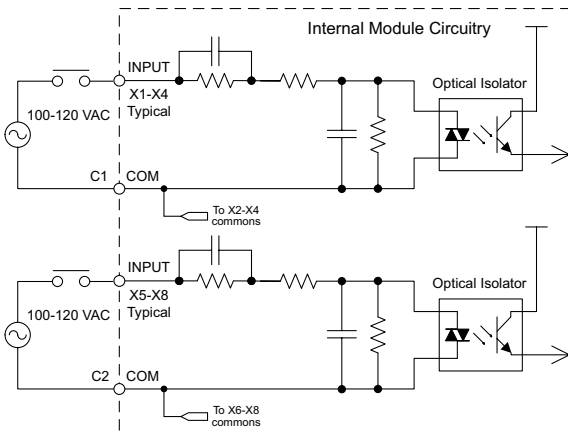 Internal Module Circuitry
INPUT
X1-X4
Typical
100-120 VAC
Optical Isolator
C1
COM
To X2-X4
commons
INPUT
X5-X8
Typical
100-120 VAC
Optical Isolator
C2
COM
To X6-X8
commons